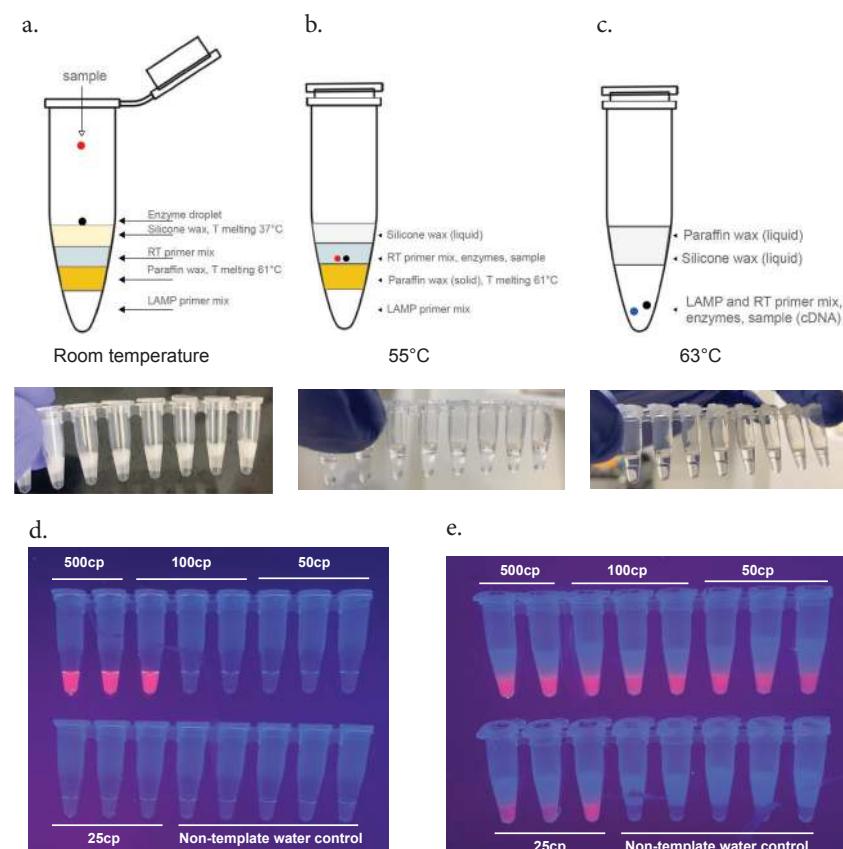 a.
sample
Enzyme droplet
Silicone wax, T melting 37°C
RT primer mix
Paraffin wax, T melting 61°C
LAMP primer mix
Room temperature
b.
Silicone wax (liquid)
RT primer mix, enzymes, sample
Paraffin wax (solid), T melting 61°C
LAMP primer mix
55°C
c.
Paraffin wax (liquid)
Silicone wax (liquid)
LAMP and RT primer mix,
enzymes, sample (cDNA)
63°C
d.
500cp
100cp
50cp
25cp
Non-template water control
e.
500cp
100cp
50cp
25cp
Non-template water control